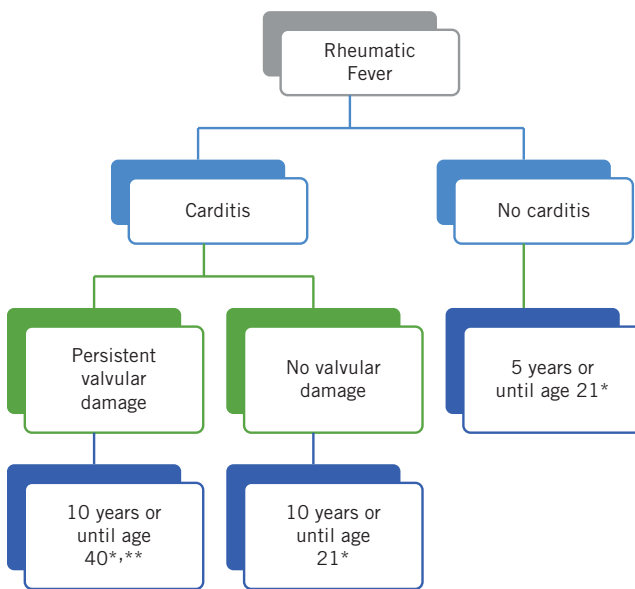 Rheumatic
Fever
Carditis
No carditis
Persistent
valvular
damage
No valvular
damage
5 years or
until age 21*
10 years or
until age
40*,**
10 years or
until age
21*